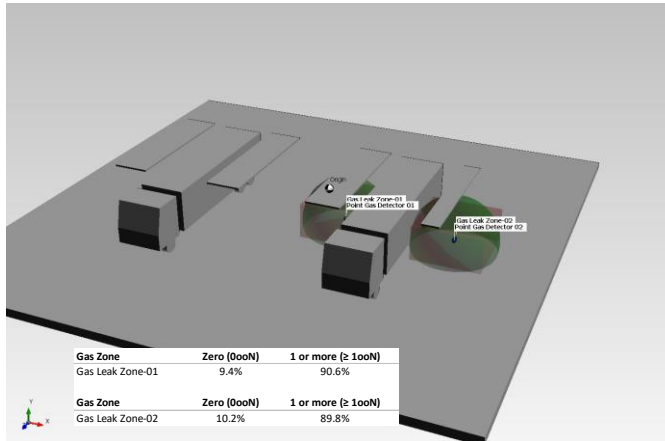 Origin
Gas Leak Zone-01
Point Gas Detector 01
Gas Leak Zone-02
Point Gas Detector 02
Gas Zone Zero (0ooN) 1 or more (≥ 1ooN)
Gas Leak Zone-01 9.4% 90.6%
Gas Zone Zero (0ooN) 1 or more (≥ 1ooN)
Gas Leak Zone-02 10.2% 89.8%
Y
X